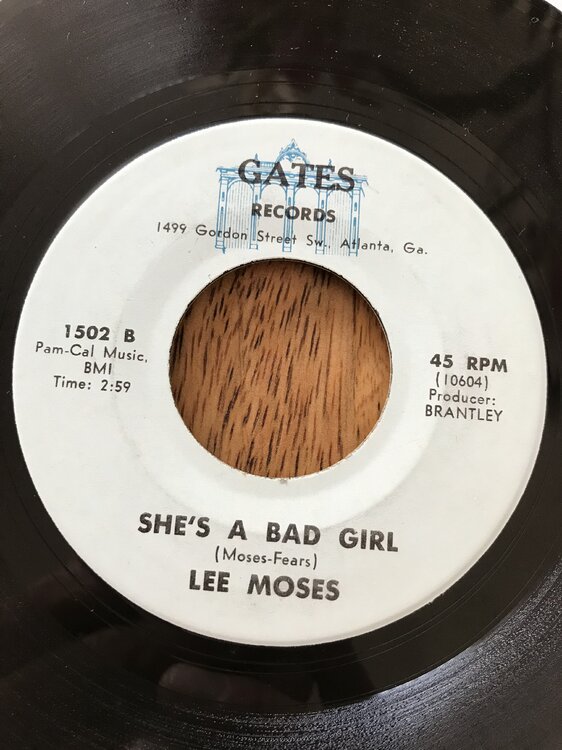 GATES
RECORDS
1499 Gordon Street Sw., Atlanta, Ga.
1502 B
Pam-Cal Music,
BMI
Time: 2:59
45 RPM
(10604)
Producer:
BRANTLEY
SHE'S A BAD GIRL
(Moses-Fears)
LEE MOSES